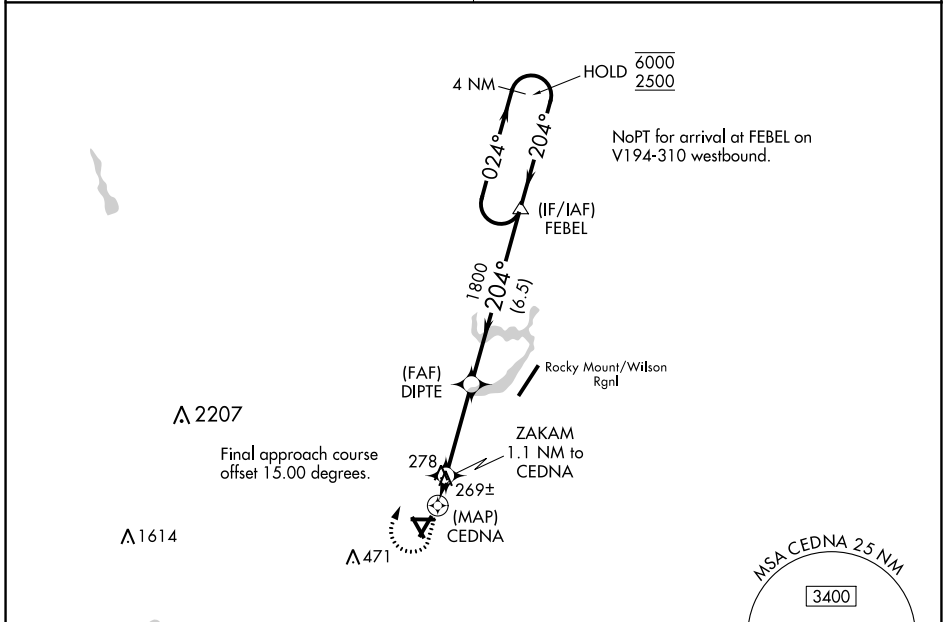 HOLD 6000
2500
4 NM
024°
204°
NoPT for arrival at FEBEL on
V194-310 westbound.
(IF/IAF)
FEBEL
1800
204°
(6.5)
(FAF)
DIPTE
Rocky Mount/Wilson
Rgnl
2207
Final approach course
offset 15.00 degrees.
ZAKAM
1.1 NM to
CEDNA
278
269±
(MAP)
CEDNA
1614
471
MSA CEDNA 25 NM
3400